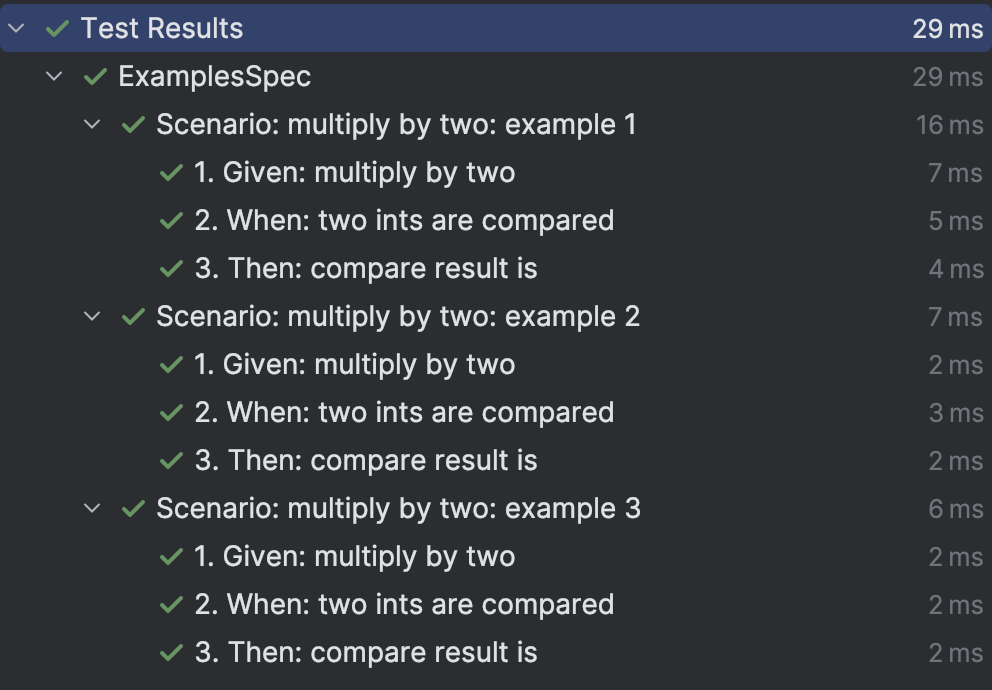 Test Results 29 ms
ExamplesSpec 29 ms
Scenario: multiply by two: example 1 16 ms
1. Given: multiply by two 7 ms
2. When: two ints are compared 5 ms
3. Then: compare result is 4 ms
Scenario: multiply by two: example 2 7 ms
1. Given: multiply by two 2 ms
2. When: two ints are compared 3 ms
3. Then: compare result is 2 ms
Scenario: multiply by two: example 3 6 ms
1. Given: multiply by two 2 ms
2. When: two ints are compared 2 ms
3. Then: compare result is 2 ms